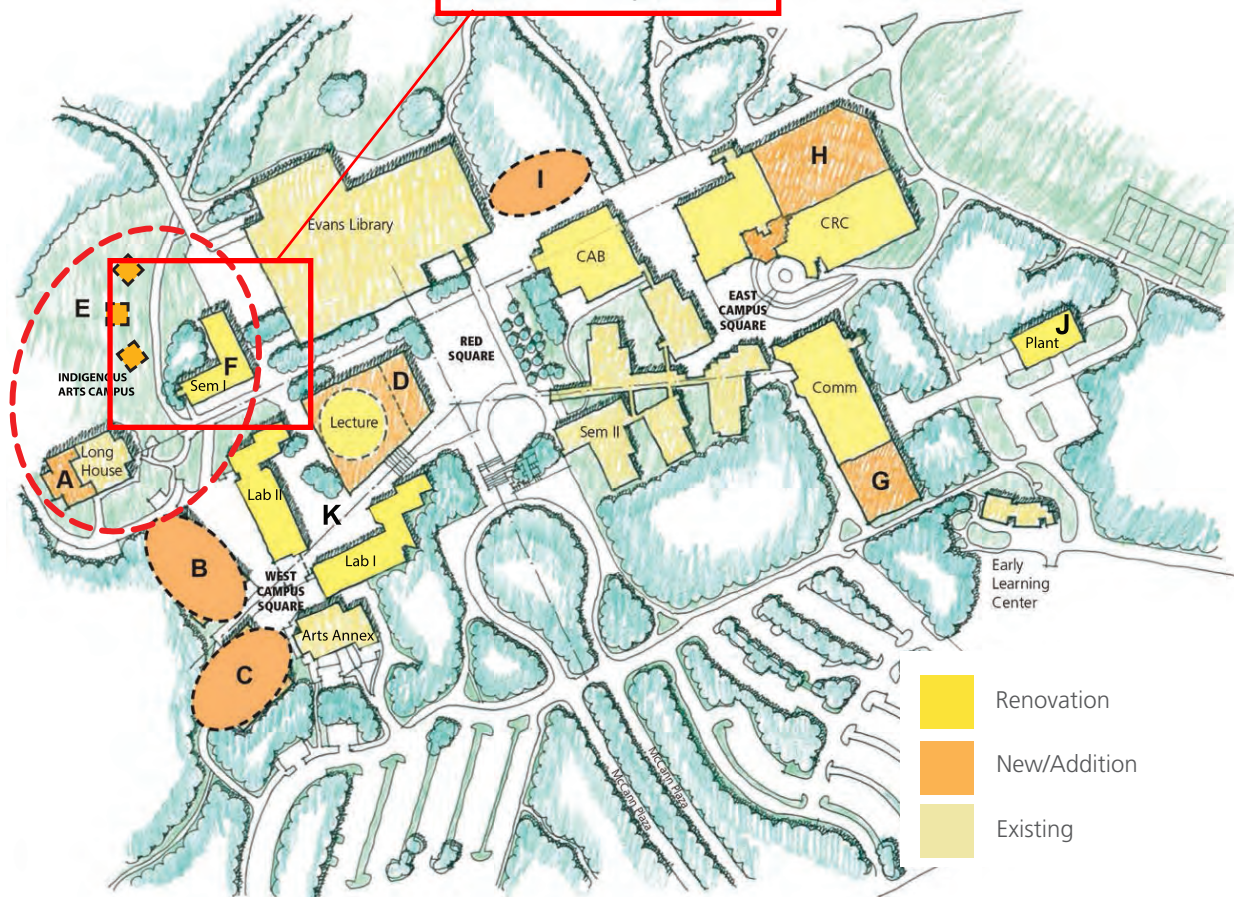 H
I
Evans Library
CRC
CAB
E
EAST
CAMPUS
SQUARE
J
Plant
RED
SQUARE
F
Sem I
INDIGENOUS
ARTS CAMPUS
D
Comm
Lecture
Sem II
Long
House
A
G
Lab II
K
Lab I
B
WEST
CAMPUS
SQUARE
Early
Learning
Center
Arts Annex
C
McCann Plaza
McCann Plaza
Renovation
New/Addition
Existing